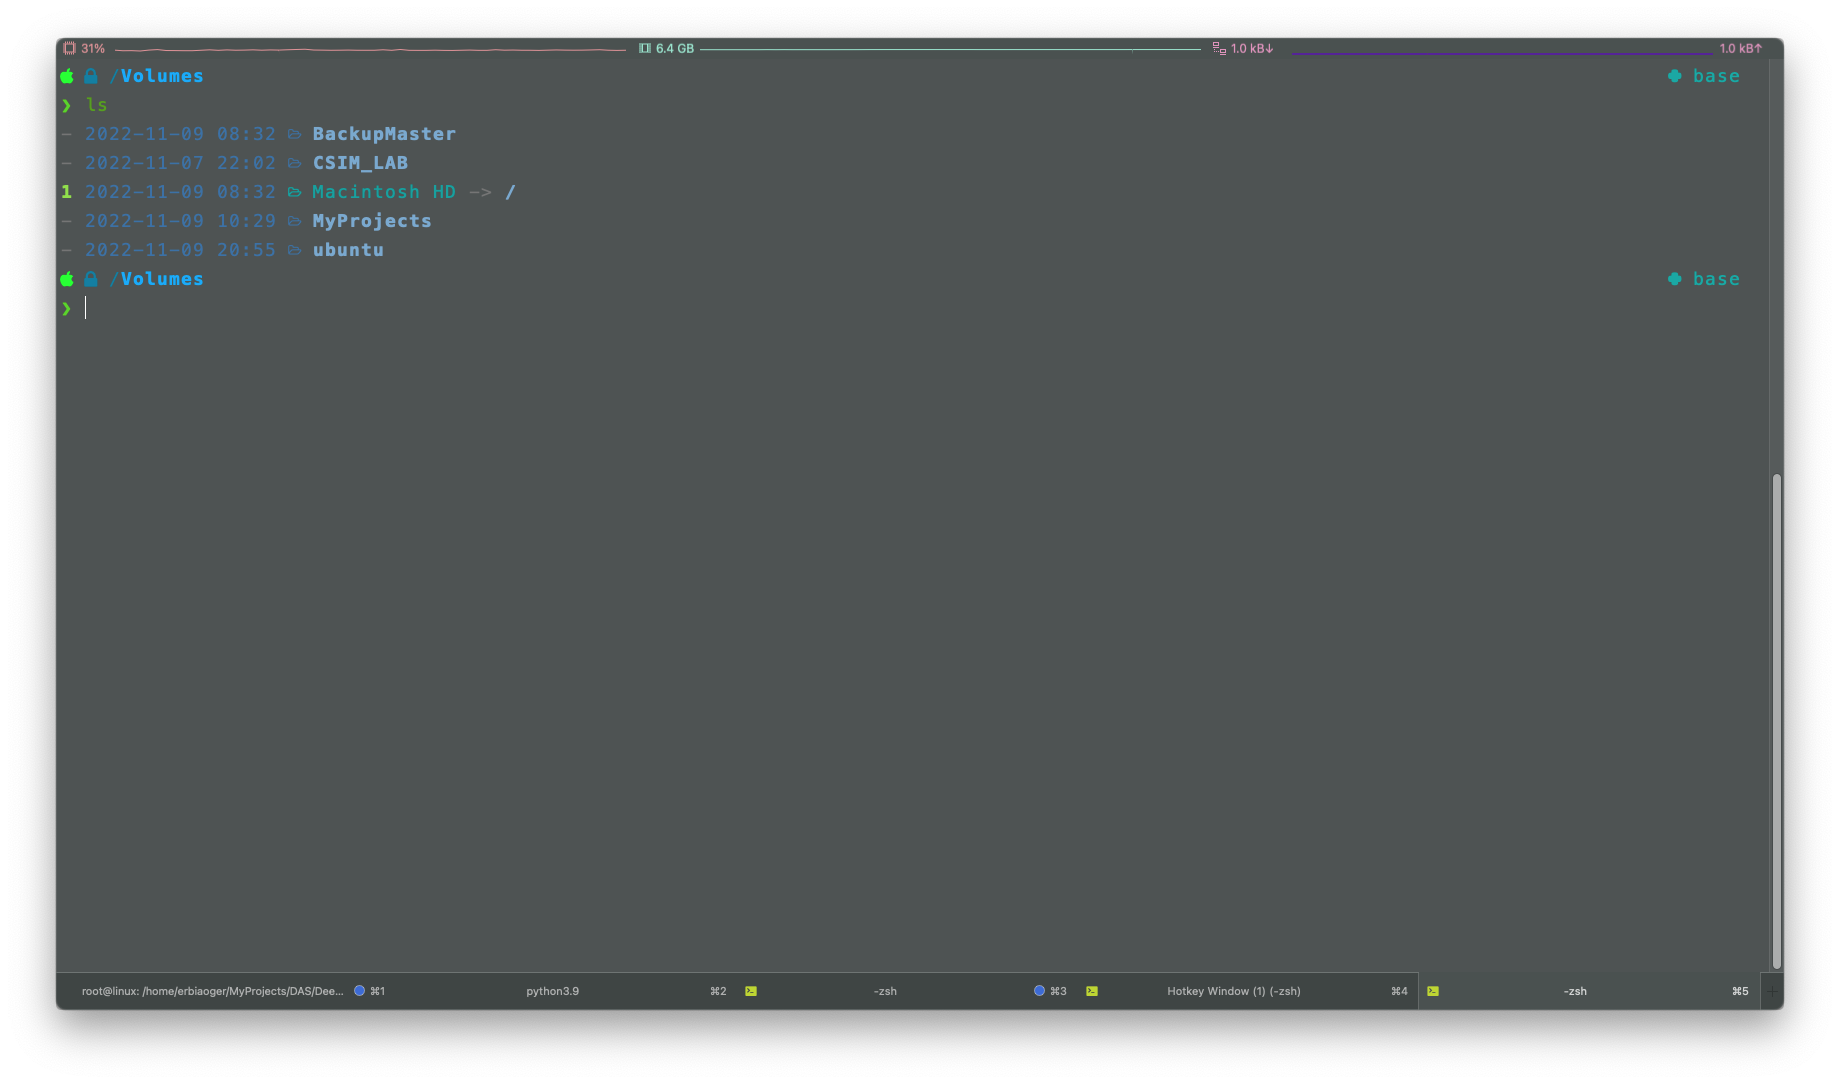 31% 6.4 GB 1.0 kB↓ 1.0 kB↑
/Volumes base
❯ ls
— 2022-11-09 08:32 BackupMaster
— 2022-11-07 22:02 CSIM_LAB
1 2022-11-09 08:32 Macintosh HD —> /
— 2022-11-09 10:29 MyProjects
— 2022-11-09 20:55 ubuntu
/Volumes base
❯
root@linux: /home/erbiaoger/MyProjects/DAS/Dee... ⌘1 python3.9 ⌘2 -zsh ⌘3 Hotkey Window (1) (-zsh) ⌘4 -zsh ⌘5 +